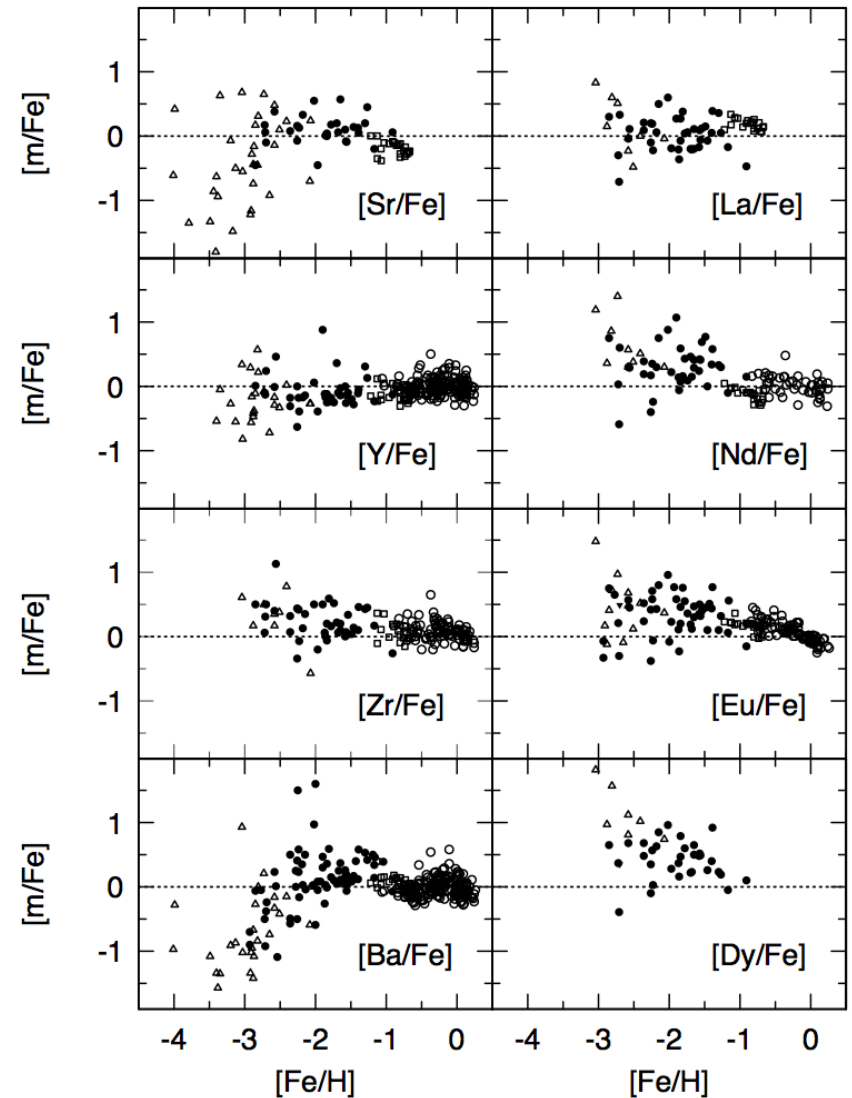 1
0
-1
[m/Fe]
[Sr/Fe]
[La/Fe]
1
0
-1
[m/Fe]
[Y/Fe]
[Nd/Fe]
1
0
-1
[m/Fe]
[Zr/Fe]
[Eu/Fe]
1
0
-1
[m/Fe]
[Ba/Fe]
[Dy/Fe]
-4 -3 -2 -1 0 -4 -3 -2 -1 0
[Fe/H] [Fe/H]